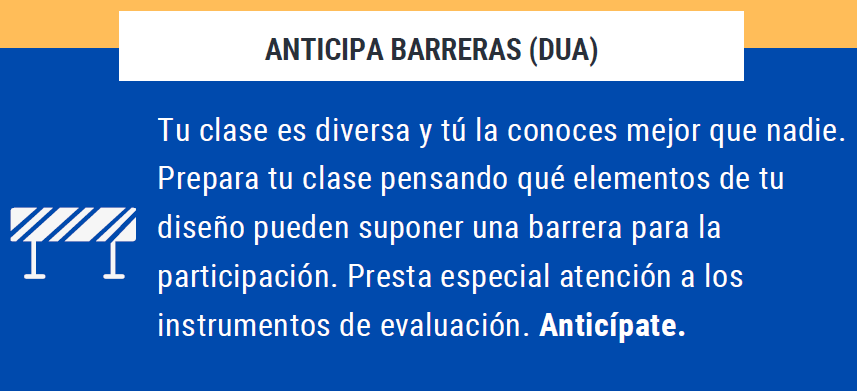 ANTICIPA BARRERAS (DUA)
Tu clase es diversa y tú la conoces mejor que nadie.
Prepara tu clase pensando qué elementos de tu
diseño pueden suponer una barrera para la
participación. Presta especial atención a los
instrumentos de evaluación. Anticípate.